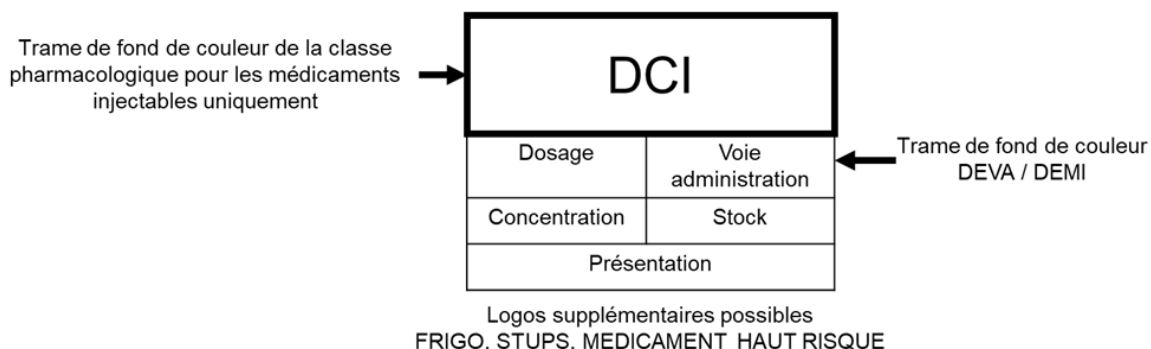 Trame de fond de couleur de la classe
pharmacologique pour les médicaments
injectables uniquement
DCI
Dosage
Voie
administration
Trame de fond de couleur
DEVA / DEMI
Concentration
Stock
Présentation
Logos supplémentaires possibles
FRIGO, STUPS, MEDICAMENT HAUT RISQUE